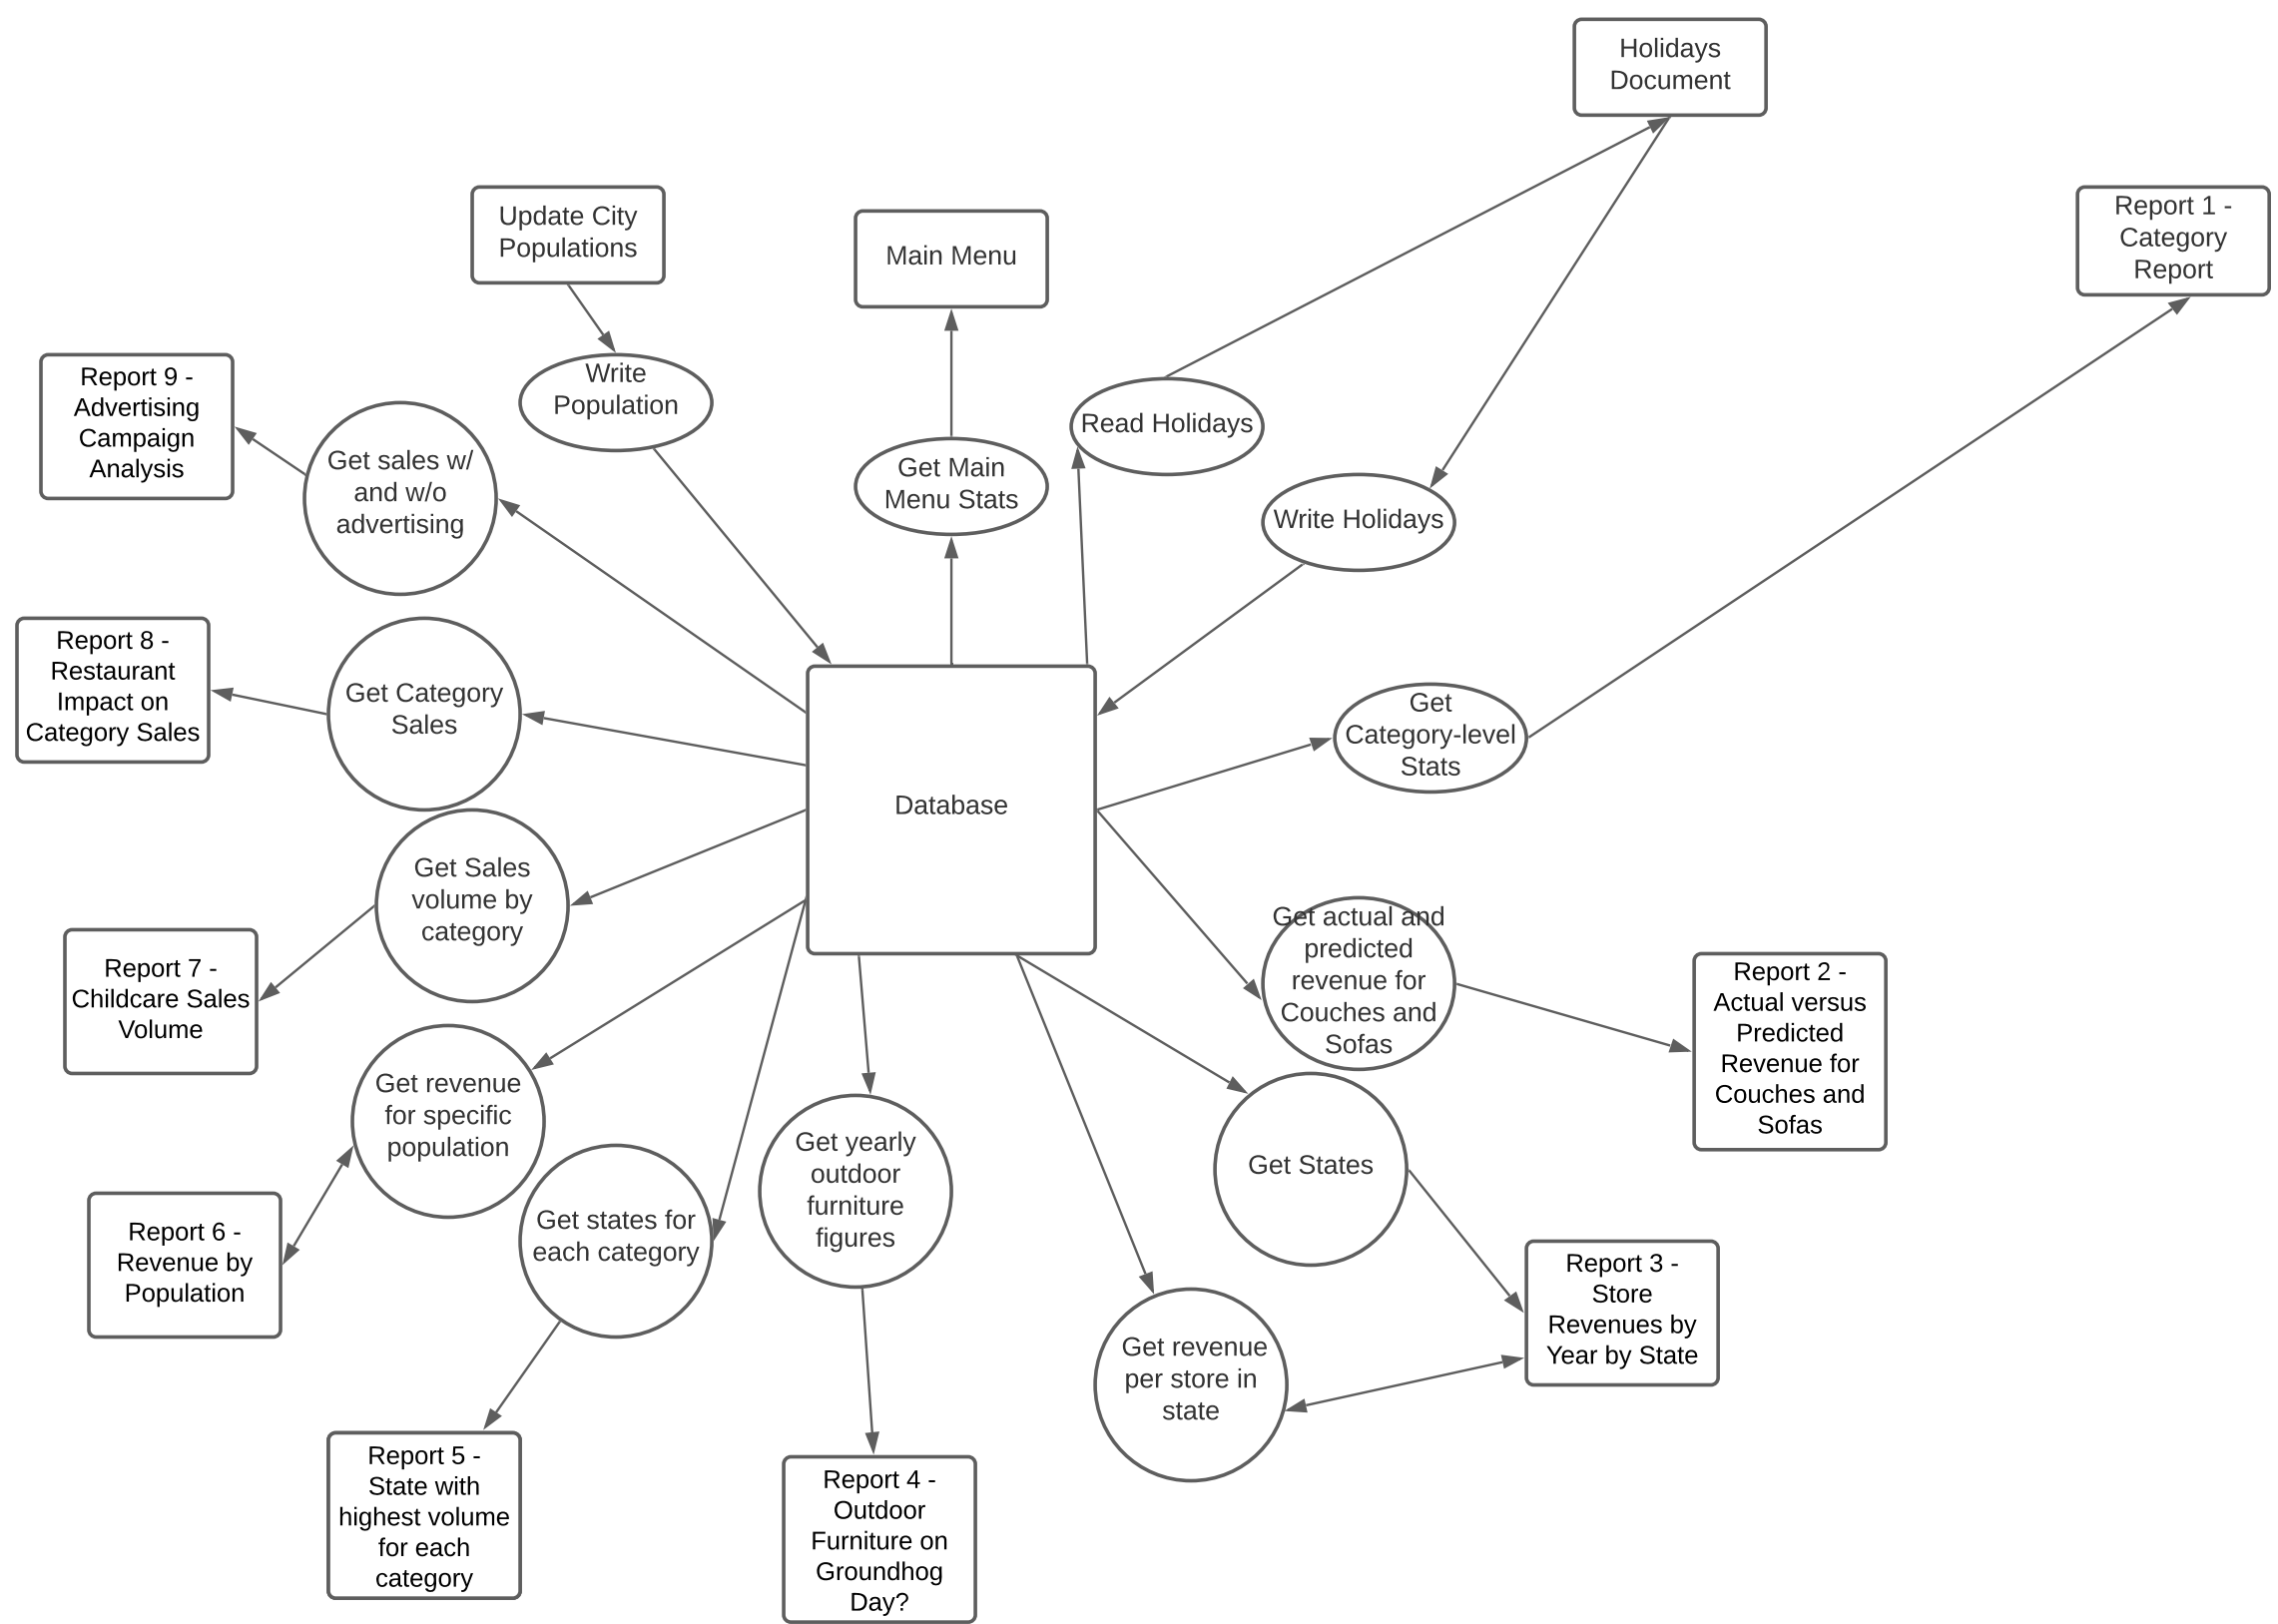 Holidays
Document
Update City
Populations
Main Menu
Report 1 -
Category
Report
Report 9 -
Advertising
Campaign
Analysis
Write
Population
Get sales w/
and w/o
advertising
Get Main
Menu Stats
Read Holidays
Write Holidays
Report 8 -
Restaurant
Impact on
Category Sales
Get Category
Sales
Get
Category-level
Stats
Database
Get Sales
volume by
category
Get actual and
predicted
revenue for
Couches and
Sofas
Report 7 -
Childcare Sales
Volume
Report 2 -
Actual versus
Predicted
Revenue for
Couches and
Sofas
Get revenue
for specific
population
Get states for
each category
Get yearly
outdoor
furniture
figures
Get States
Report 6 -
Revenue by
Population
Report 3 -
Store
Revenues by
Year by State
Get revenue
per store in
state
Report 5 -
State with
highest volume
for each
category
Report 4 -
Outdoor
Furniture on
Groundhog
Day?